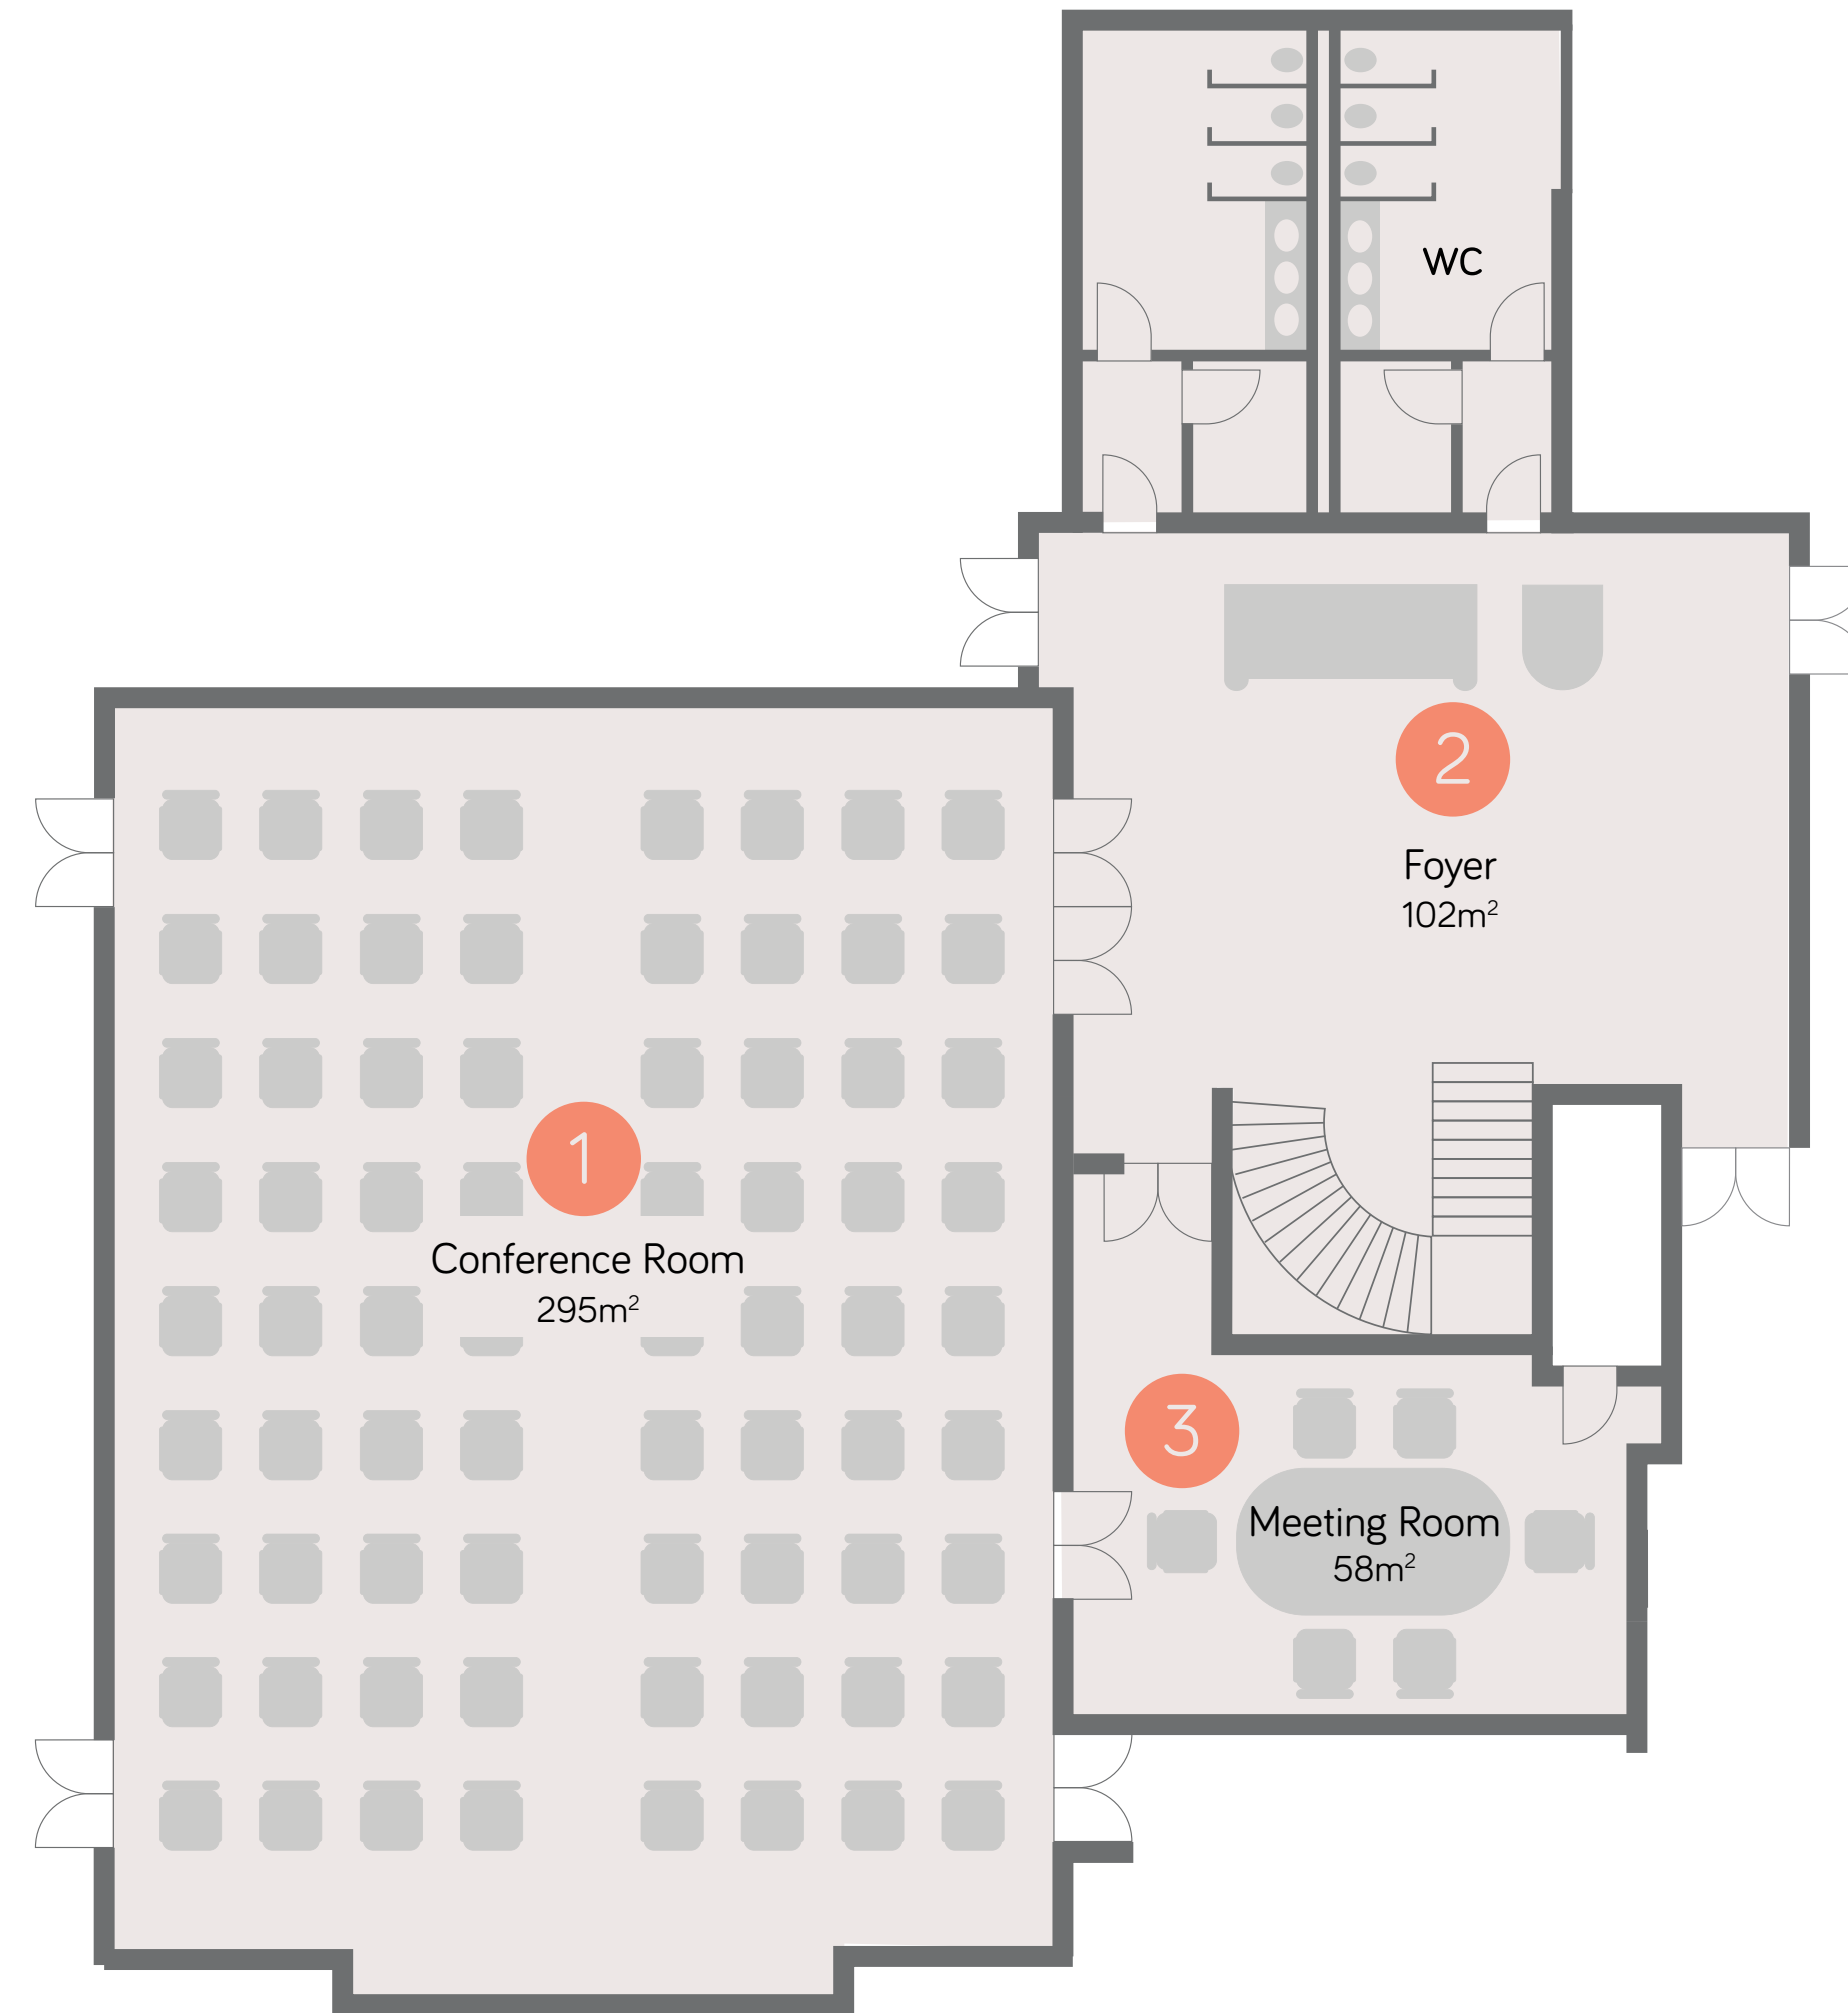 WC
2
Foyer
102m²
1
Conference Room
295m²
3
Meeting Room
58m²